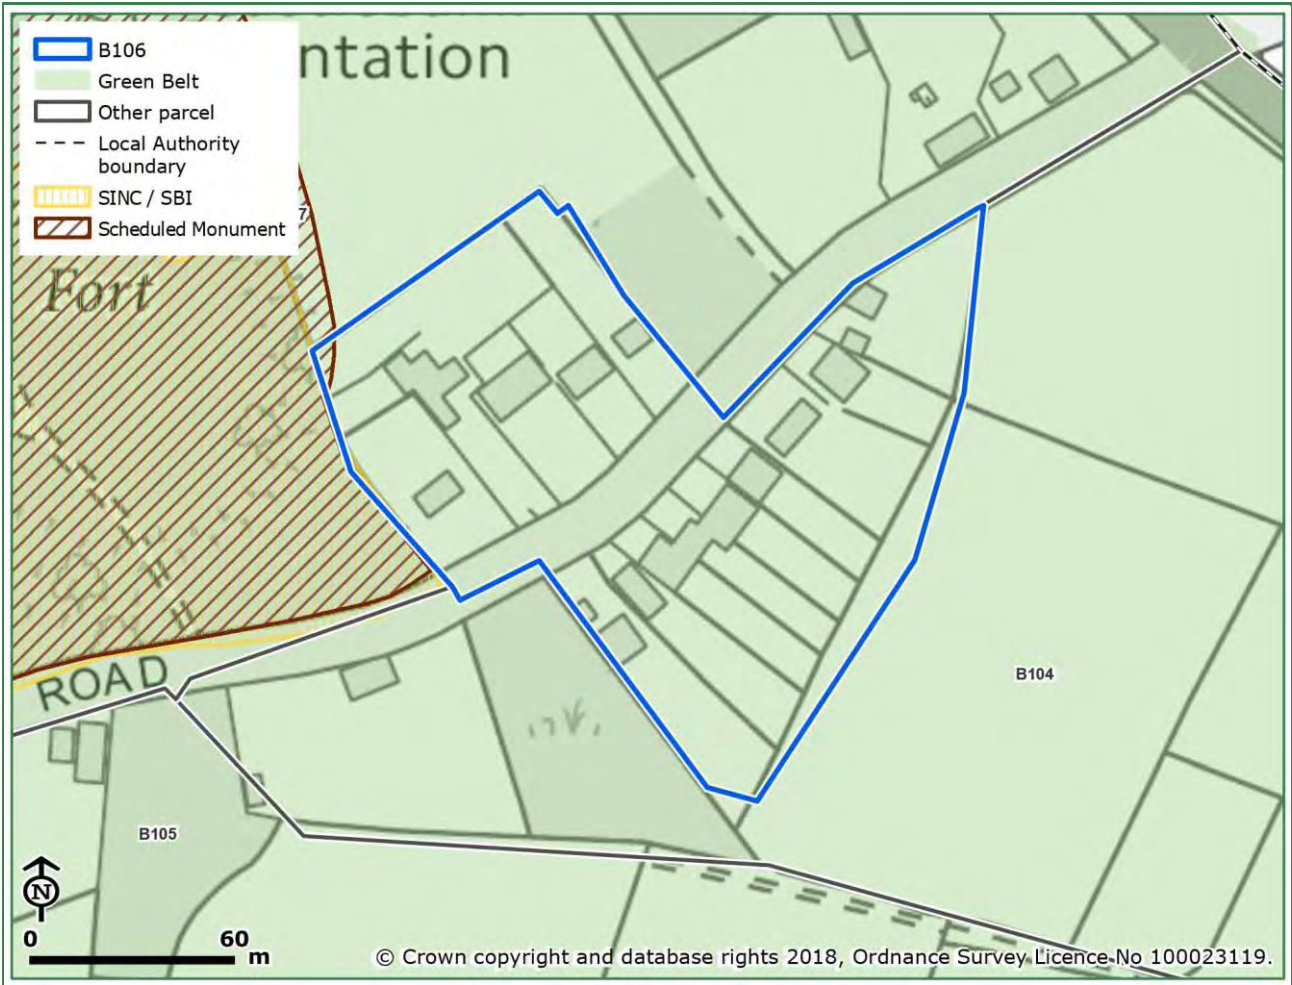 ntation
B106
Green Belt
Other parcel
Local Authority
boundary
SINC / SBI
Scheduled Monument
7
Fort
ROAD
B104
B105
N
0 60
m
© Crown copyright and database rights 2018, Ordnance Survey Licence No 100023119.